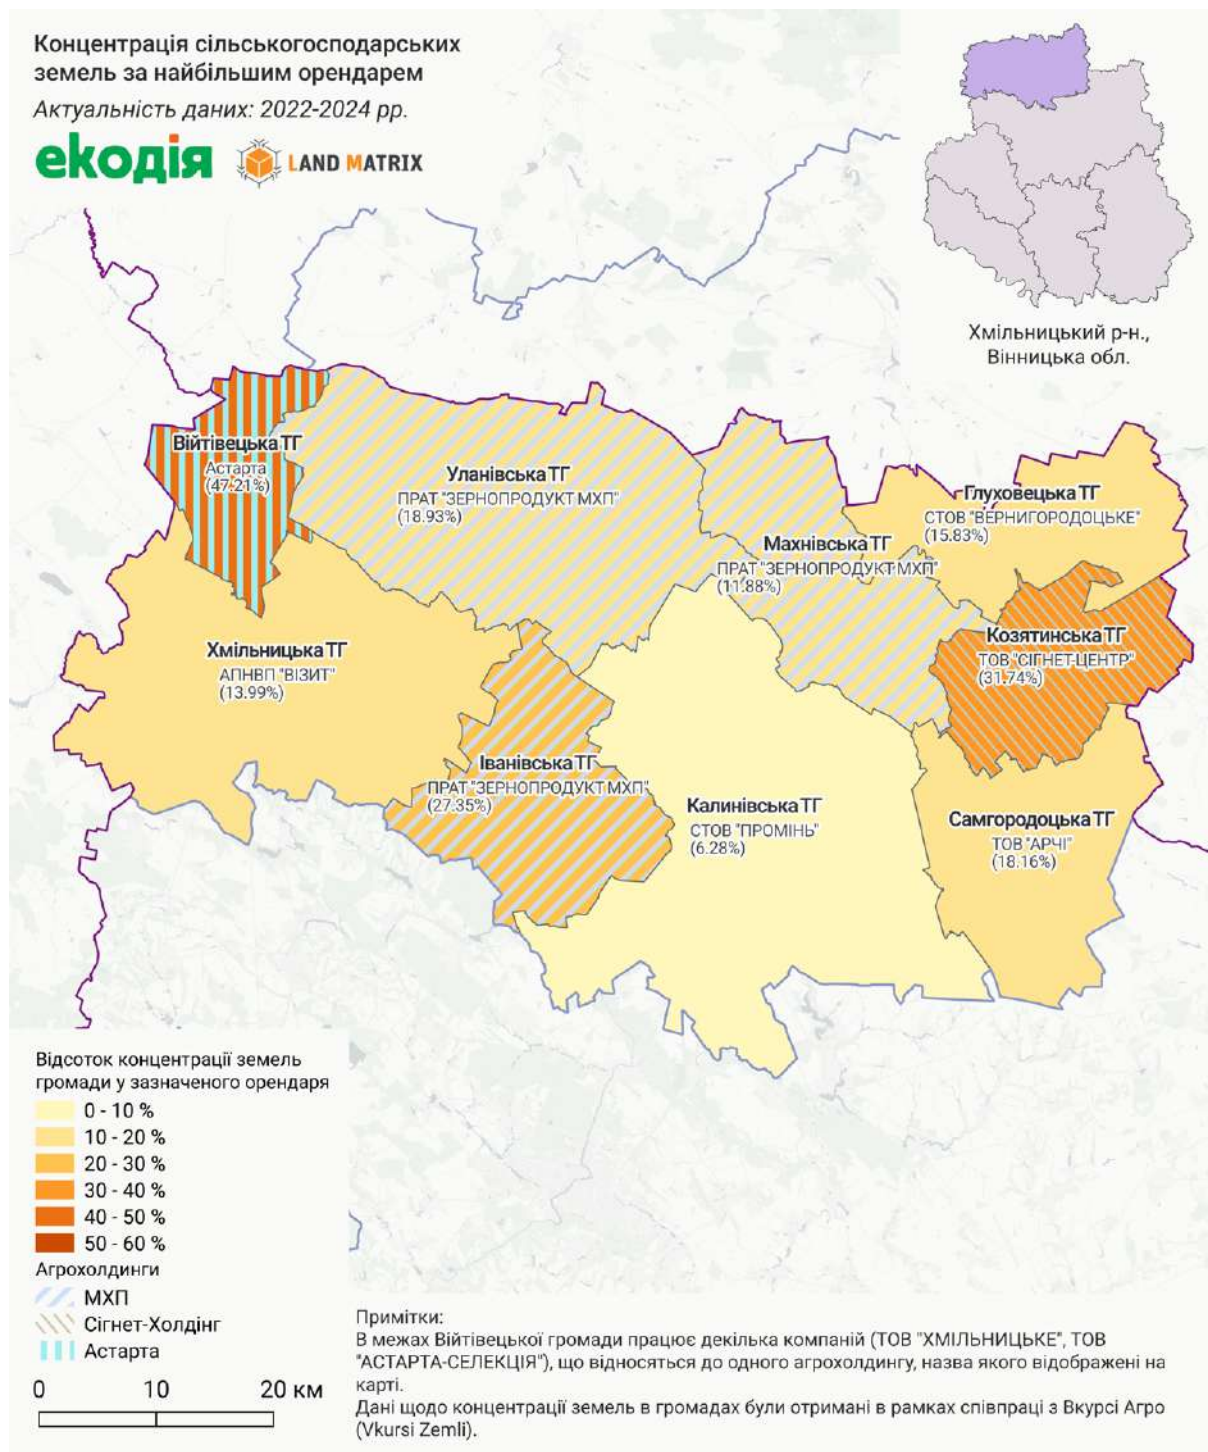 Концентрація сільськогосподарських
земель за найбільшим орендарем
Актуальність даних: 2022-2024 рр.
екодія
LAND MATRIX
Хмільницький р-н.,
Вінницька обл.
Війтівецька ТГ
Астарта
(47.21%)
Уланівська ТГ
ПРАТ "ЗЕРНОПРОДУКТ МХП"
(18.93%)
Глуховецька ТГ
СТОВ "ВЕРНИГОРОДОЦЬКЕ"
(15.83%)
Махнівська ТГ
ПРАТ "ЗЕРНОПРОДУКТ МХП"
(11.88%)
Козятинська ТГ
ТОВ "СІГНЕТ-ЦЕНТР"
(31.74%)
Хмільницька ТГ
АПНВП "ВІЗИТ"
(13.99%)
Іванівська ТГ
ПРАТ "ЗЕРНОПРОДУКТ МХП"
(27.35%)
Калинівська ТГ
СТОВ "ПРОМІНЬ"
(6.28%)
Самгородоцька ТГ
ТОВ "АРЧІ"
(18.16%)
Відсоток концентрації земель
громади у зазначеного орендаря
0 - 10 %
10 - 20 %
20 - 30 %
30 - 40 %
40 - 50 %
50 - 60 %
Агрохолдинги
МХП
Сігнет-Холдінг
Астарта
0 10 20 км
Примітки:
В межах Війтівецької громади працює декілька компаній (ТОВ "ХМІЛЬНИЦЬКЕ", ТОВ
"АСТАРТА-СЕЛЕКЦІЯ"), що відносяться до одного агрохолдингу, назва якого відображені на
карті.
Дані щодо концентрації земель в громадах були отримані в рамках співпраці з Вкурсі Агро
(Vkursi Zemli).